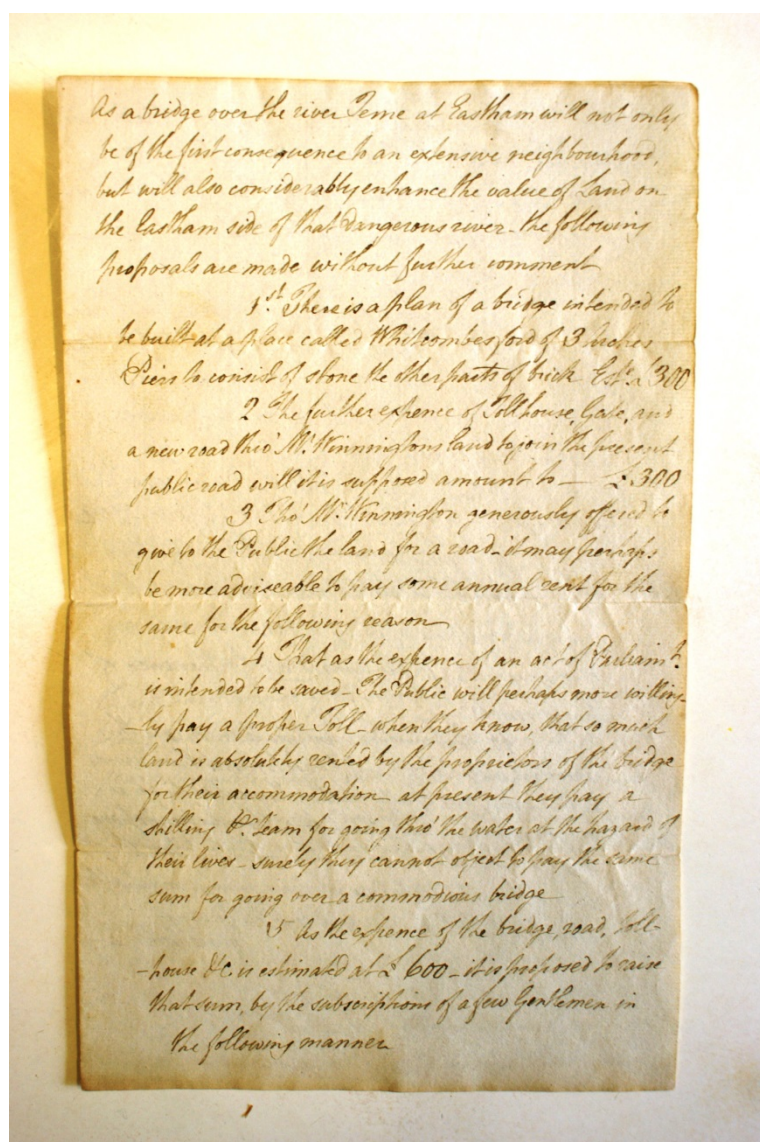 As a bridge over the river Teme at Eastham will not only
be of the first consequence to an extensive neighbourhood,
but will also considerably enhance the value of Land on
the Eastham side of that dangerous river - the following
proposals are made without further comment
1st. There is a plan of a bridge intended to
be built at a place called Whitcombes ford of 3 Arches
Piers to consist of stone the other parts of brick Estd. £300
2 The further expence of Tollhouse, Gate, and
a new road thro' Mr. Winningtons land to join the present
public road will it is supposed amount to - £300
3 Tho' Mr. Winnington generously offered to
give to the Public the land for a road - it may perhaps
be more adviseable to pay some annual rent for the
same for the following reason
4 That as the expence of an act of Parliamt.
is intended to be saved - The Public will perhaps more willing-
-ly pay a proper Toll - when they know, that so much
land is absolutely rented by the proprietors of the bridge
for their accommodation - at present they pay a
shilling Pr. team for going thro' the water at the hazard of
their lives - surely they cannot object to pay the same
sum for going over a commodious bridge
5 As the expence of the bridge, road, toll-
-house &c is estimated at £600 - it is proposed to raise
that sum, by the subscriptions of a few Gentlemen in
the following manner